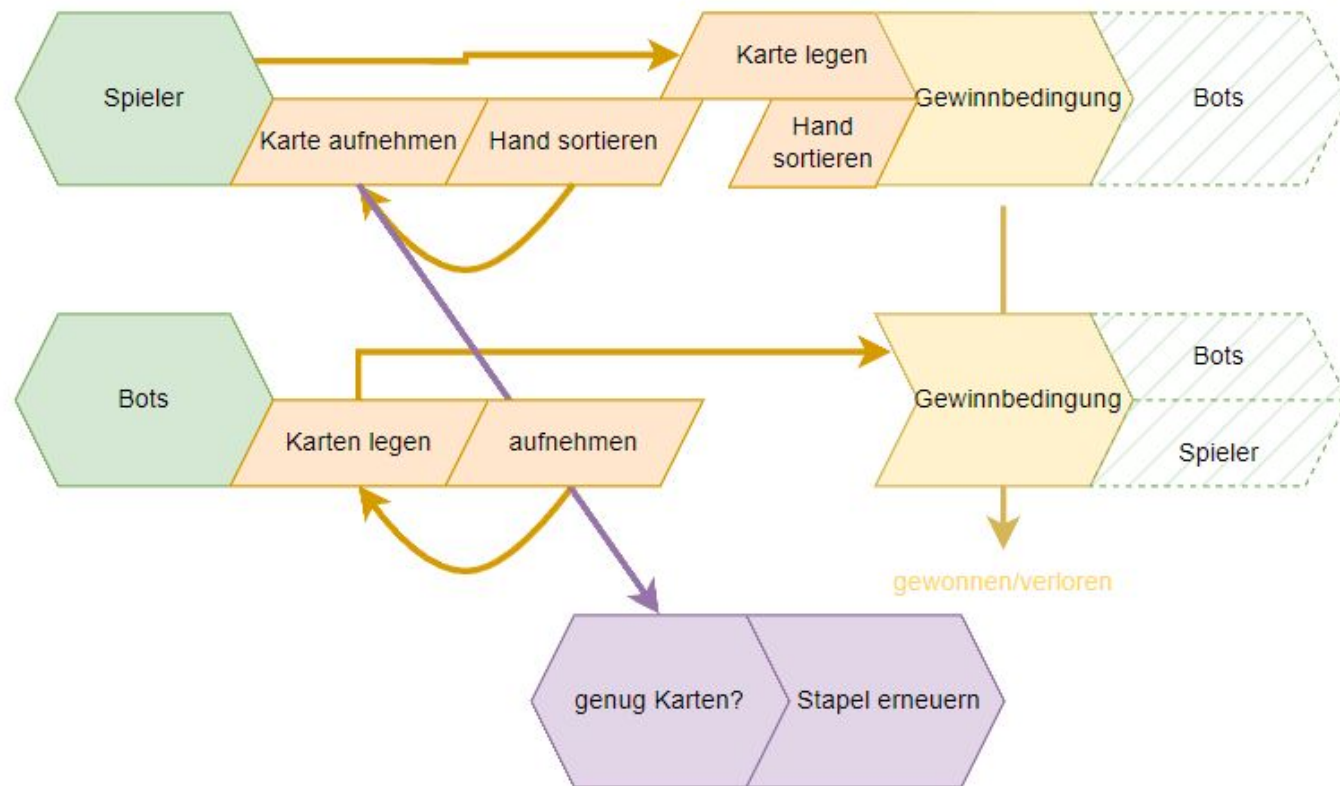 Spieler
Karte aufnehmen
Hand sortieren
Karte legen
Hand
sortieren
Gewinnbedingung
Bots
Bots
Karten legen
aufnehmen
Gewinnbedingung
Bots
Spieler
gewonnen/verloren
genug Karten?
Stapel erneuern